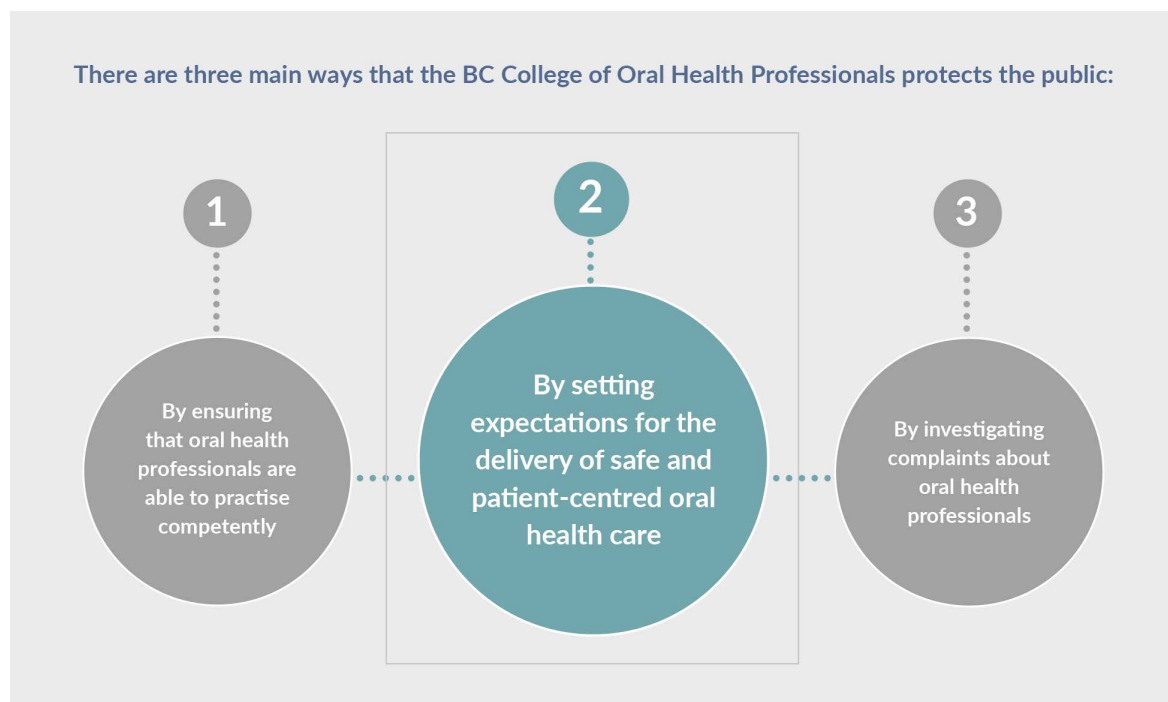 There are three main ways that the BC College of Oral Health Professionals protects the public:
1
By ensuring
that oral health
professionals are
able to practise
competently
2
By setting
expectations for the
delivery of safe and
patient-centred oral
health care
3
By investigating
complaints about
oral health
professionals